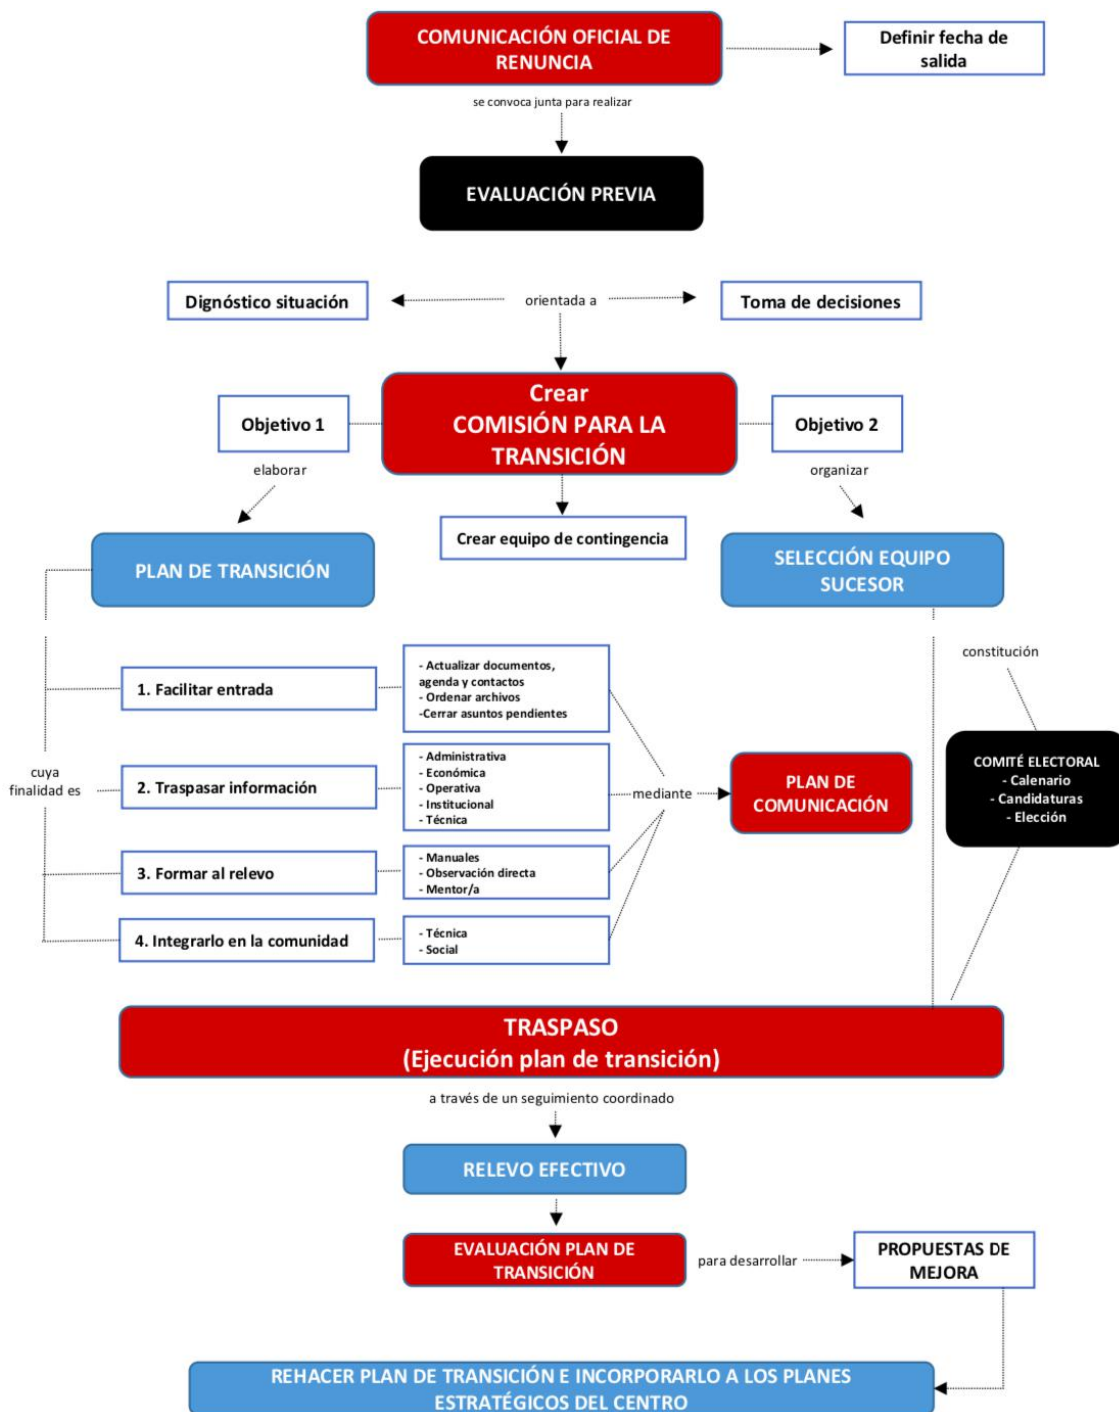 COMUNICACIÓN OFICIAL DE
RENUNCIA
Definir fecha de
salida
se convoca junta para realizar
EVALUACIÓN PREVIA
Dignóstico situación
orientada a
Toma de decisiones
Objetivo 1
Crear
COMISIÓN PARA LA
TRANSICIÓN
Objetivo 2
elaborar
organizar
PLAN DE TRANSICIÓN
Crear equipo de contingencia
SELECCIÓN EQUIPO
SUCESOR
constitución
cuya
finalidad es
1. Facilitar entrada
- Actualizar documentos,
agenda y contactos
- Ordenar archivos
-Cerrar asuntos pendientes
2. Traspasar información
- Administrativa
- Económica
- Operativa
- Institucional
- Técnica
3. Formar al relevo
- Manuales
- Observación directa
- Mentor/a
4. Integrarlo en la comunidad
- Técnica
- Social
mediante
PLAN DE
COMUNICACIÓN
COMITÉ ELECTORAL
- Calenario
- Candidaturas
- Elección
TRASPASO
(Ejecución plan de transición)
a través de un seguimiento coordinado
RELEVO EFECTIVO
EVALUACIÓN PLAN DE
TRANSICIÓN
para desarrollar
PROPUESTAS DE
MEJORA
REHACER PLAN DE TRANSICIÓN E INCORPORARLO A LOS PLANES
ESTRATÉGICOS DEL CENTRO